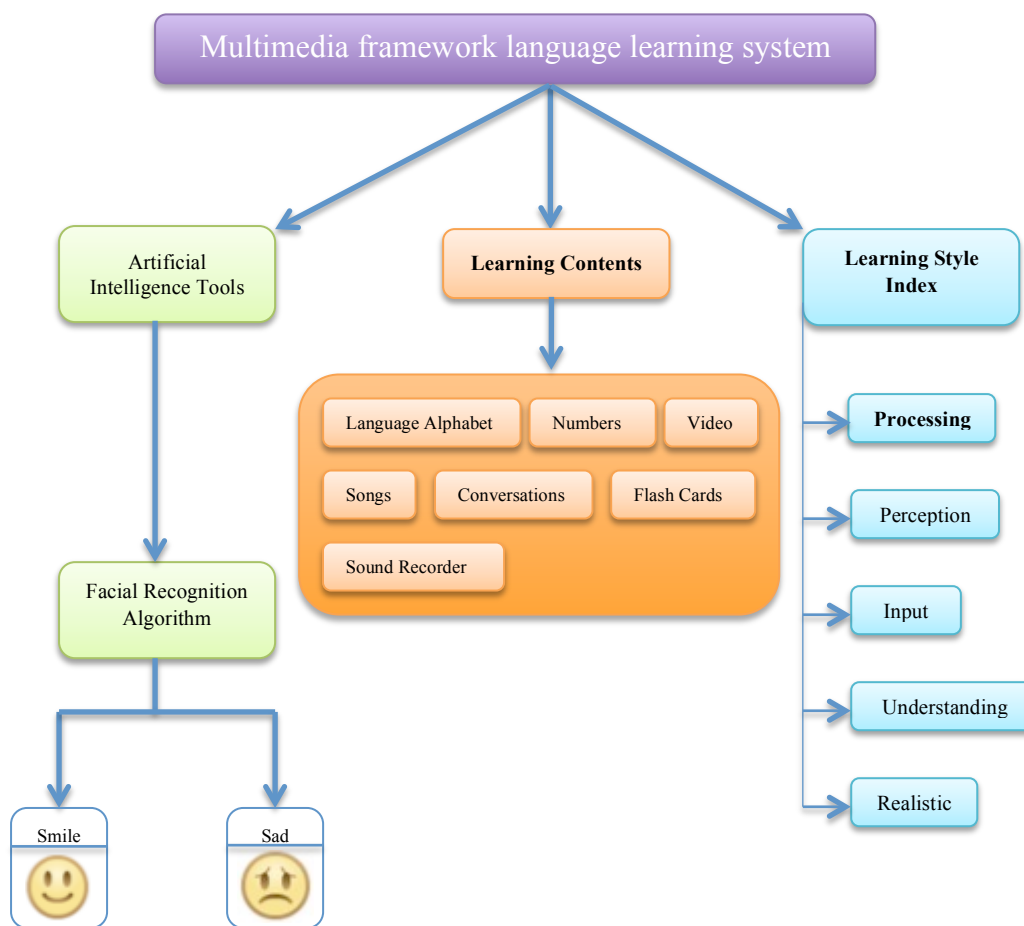 Multimedia framework language learning system
Artificial
Intelligence Tools
Learning Contents
Learning Style
Index
Language Alphabet
Numbers
Video
Songs
Conversations
Flash Cards
Sound Recorder
Processing
Perception
Input
Understanding
Realistic
Facial Recognition
Algorithm
Smile
Sad